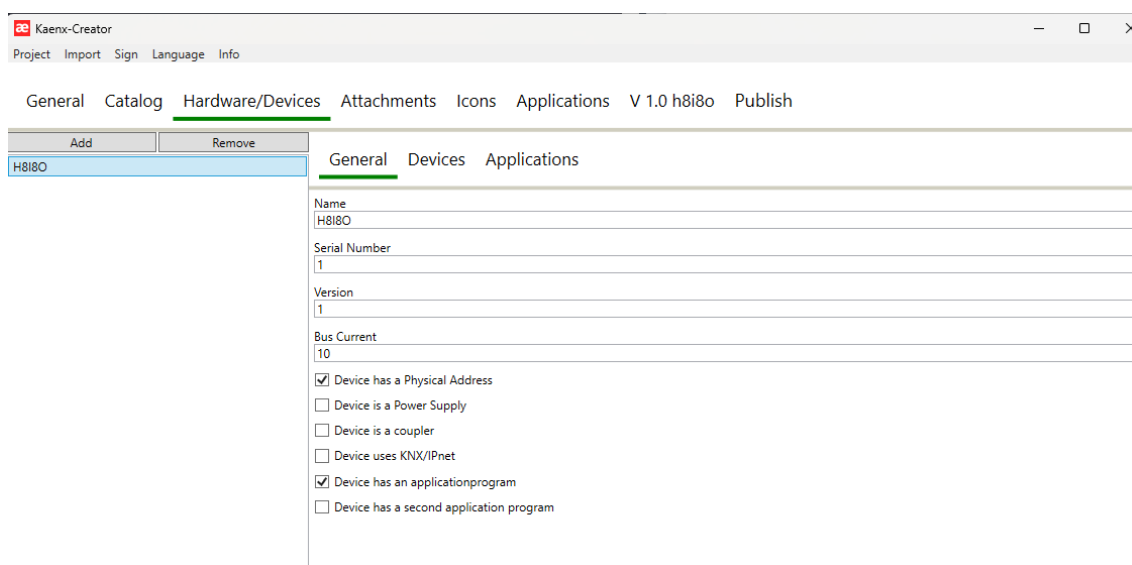 æ Kaenx-Creator
Project Import Sign Language Info
General Catalog Hardware/Devices Attachments Icons Applications V 1.0 h8i8o Publish
Add Remove
H8I8O
General Devices Applications
Name
H8I8O
Serial Number
1
Version
1
Bus Current
10
Device has a Physical Address
Device is a Power Supply
Device is a coupler
Device uses KNX/IPnet
Device has an applicationprogram
Device has a second application program